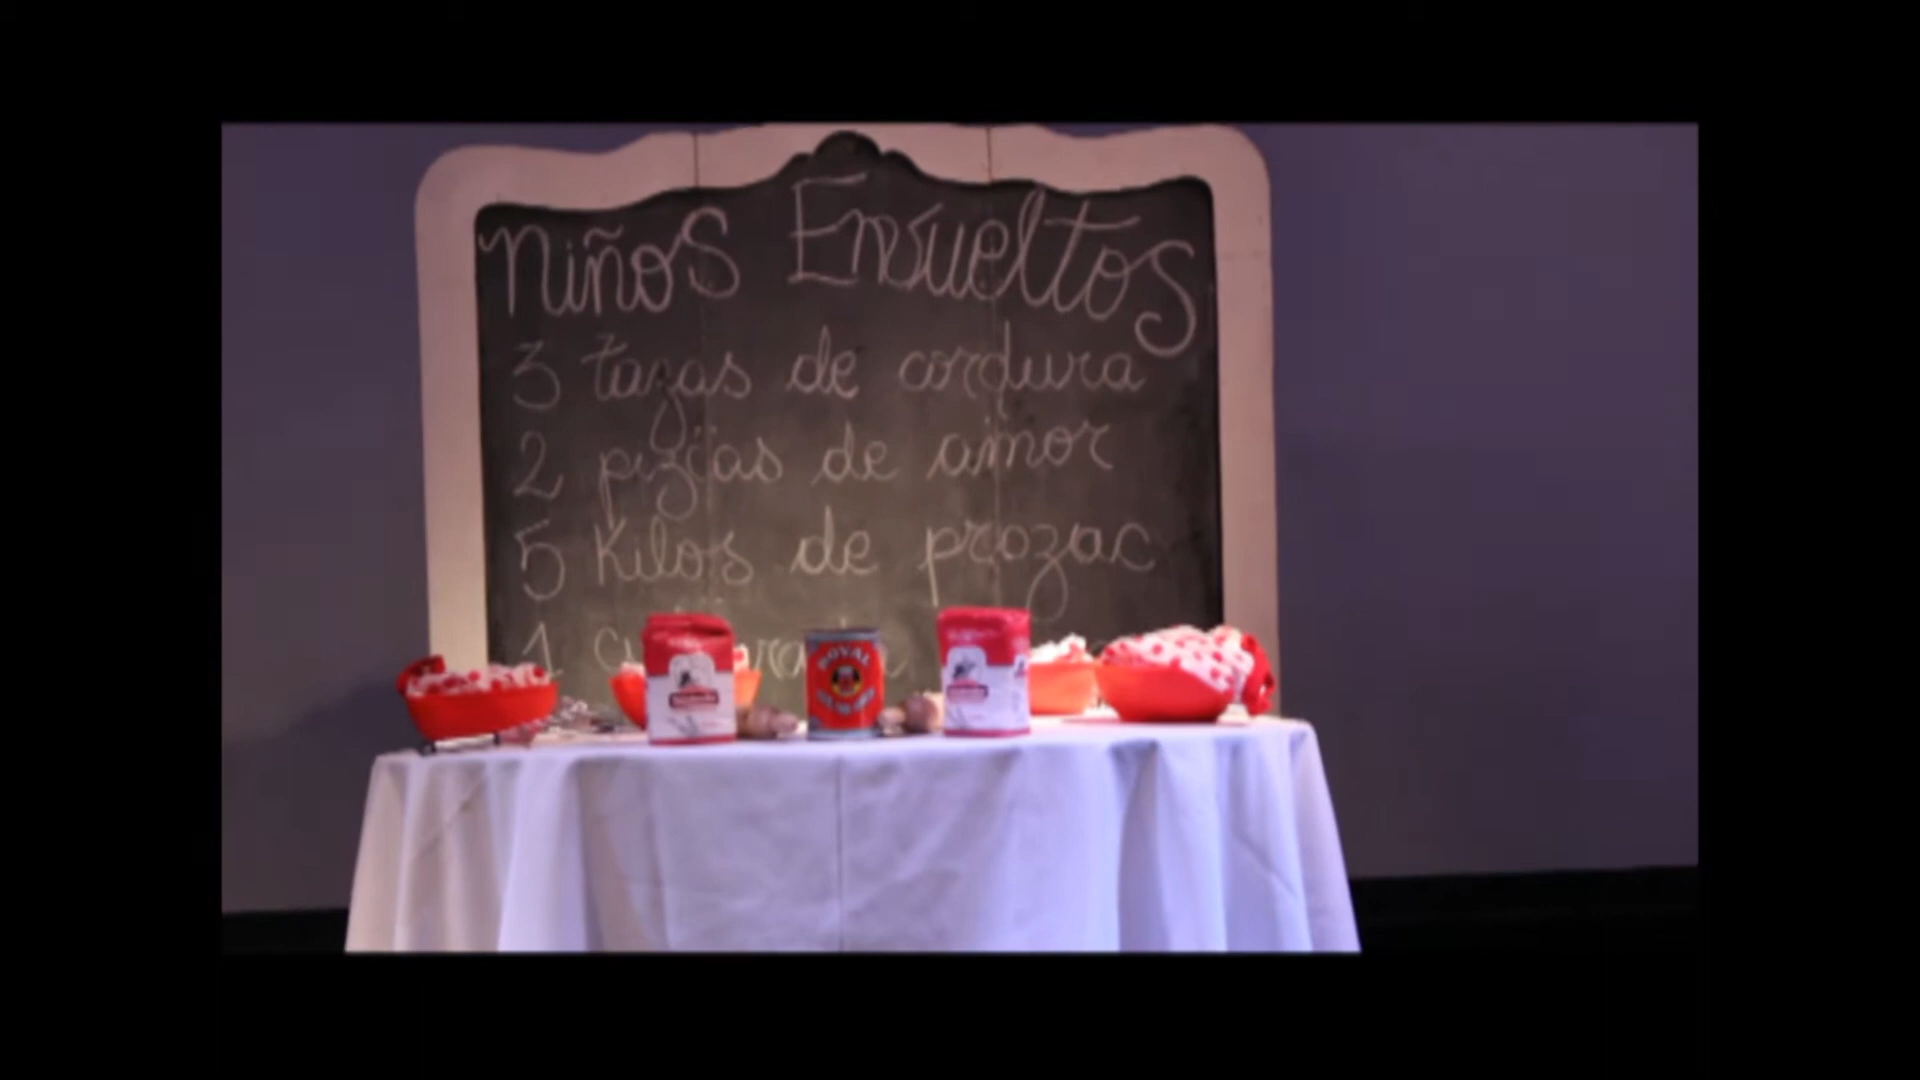 Niños Envueltos
3 tazas de cordura
2 pizcas de amor
5 Kilos de prozac
1
ROYAL